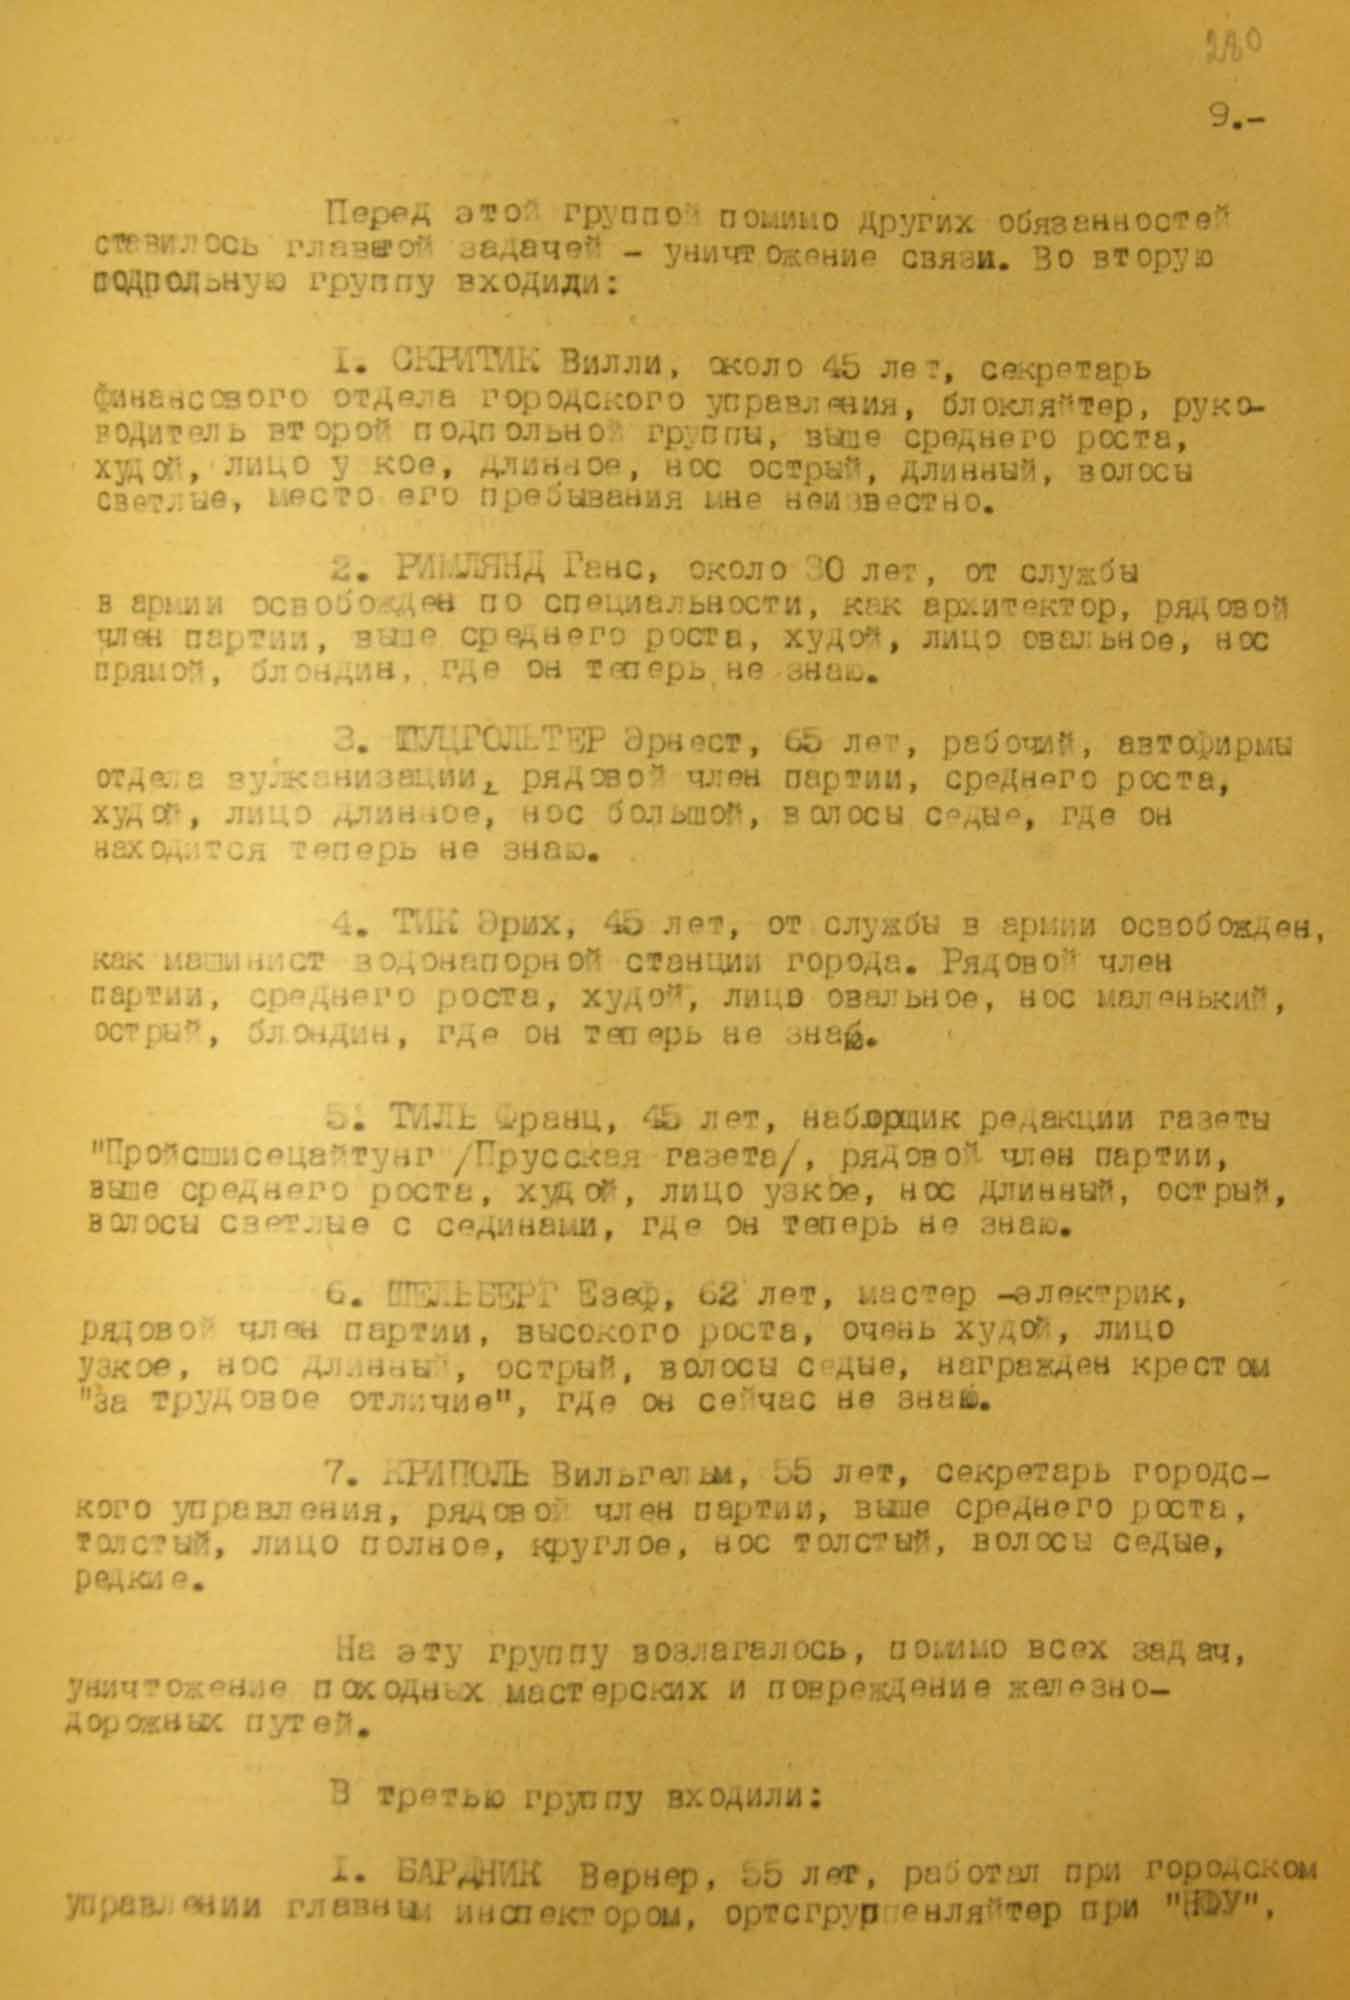 220
9.-
Перед этой группой помимо других обязанностей
ставилось главной задачей - уничтожение связи. Во вторую
подпольную группу входили:
I. СКРИТИК Вилли, около 45 лет, секретарь
финансового отдела городского управления, блокляйтер, руко-
водитель второй подпольной группы, выше среднего роста,
худой, лицо узкое, длинное, нос острый, длинный, волосы
светлые, место его пребывания мне неизвестно.
2. РИМЛЯНД Ганс, около 30 лет, от службы
в армии освобожден по специальности, как архитектор, рядовой
член партии, выше среднего роста, худой, лицо овальное, нос
прямой, блондин, где он теперь не знаю.
3. ШУЦГОЛЬТЕР Эрнест, 65 лет, рабочий, автофирмы
отдела вулканизации, рядовой член партии, среднего роста,
худой, лицо длинное, нос большой, волосы седые, где он
находится теперь не знаю.
4. ТИК Эрих, 45 лет, от службы в армии освобожден,
как машинист водонапорной станции города. Рядовой член
партии, среднего роста, худой, лицо овальное, нос маленький,
острый, блондин, где он теперь не знаю.
5. ТИЛЬ Франц, 45 лет, наборщик редакции газеты
"Пройсшисецайтунг /Прусская газета/, рядовой член партии,
выше среднего роста, худой, лицо узкое, нос длинный, острый,
волосы светлые с сединами, где он теперь не знаю.
6. ШЕЛЬБЕРГ Езеф, 62 лет, мастер -электрик,
рядовой член партии, высокого роста, очень худой, лицо
узкое, нос длинный, острый, волосы седые, награжден крестом
"За трудовое отличие", где он сейчас не знаю.
7. КРИПОЛЬ Вильгельм, 55 лет, секретарь городс-
кого управления, рядовой член партии, выше среднего роста,
толстый, лицо полное, круглое, нос толстый, волосы седые,
редкие.
На эту группу возлагалось, помимо всех задач,
уничтожение походных мастерских и повреждение железно-
дорожных путей.
В третью группу входили:
I. БАРДНИК Вернер, 55 лет, работал при городском
управлении главным инспектором, ортсгруппенляйтер при